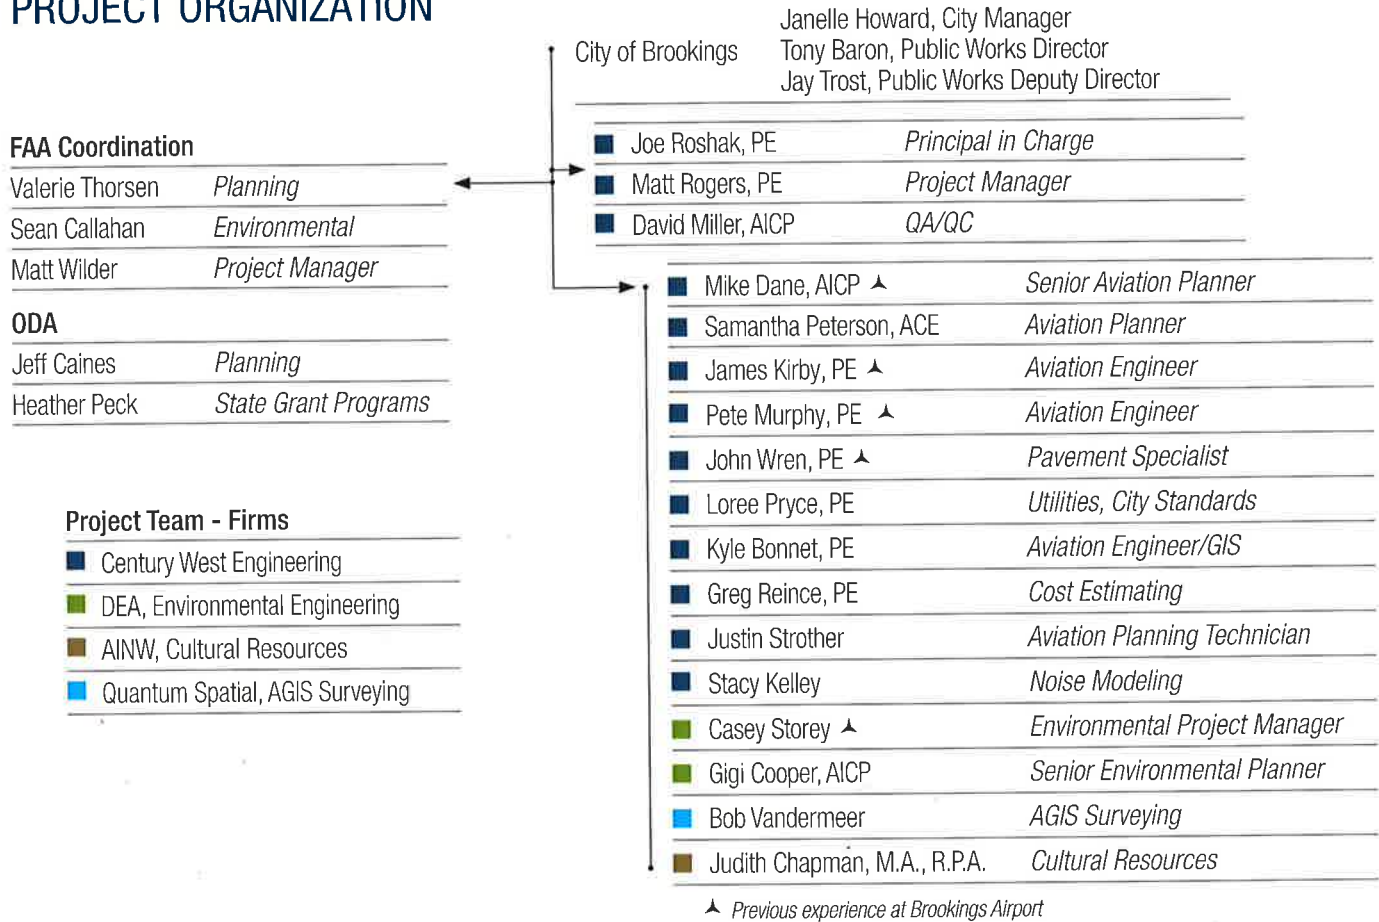 PROJECT ORGANIZATION
City of Brookings
Janelle Howard, City Manager
Tony Baron, Public Works Director
Jay Trost, Public Works Deputy Director
FAA Coordination
Valerie Thorsen Planning
Sean Callahan Environmental
Matt Wilder Project Manager
ODA
Jeff Caines Planning
Heather Peck State Grant Programs
Project Team - Firms
Century West Engineering
DEA, Environmental Engineering
AINW, Cultural Resources
Quantum Spatial, AGIS Surveying
Joe Roshak, PE Principal in Charge
Matt Rogers, PE Project Manager
David Miller, AICP QA/QC
Mike Dane, AICP Senior Aviation Planner
Samantha Peterson, ACE Aviation Planner
James Kirby, PE Aviation Engineer
Pete Murphy, PE Aviation Engineer
John Wren, PE Pavement Specialist
Loree Pryce, PE Utilities, City Standards
Kyle Bonnet, PE Aviation Engineer/GIS
Greg Reince, PE Cost Estimating
Justin Strother Aviation Planning Technician
Stacy Kelley Noise Modeling
Casey Storey Environmental Project Manager
Gigi Cooper, AICP Senior Environmental Planner
Bob Vandermeer AGIS Surveying
Judith Chapman, M.A., R.P.A. Cultural Resources
Previous experience at Brookings Airport